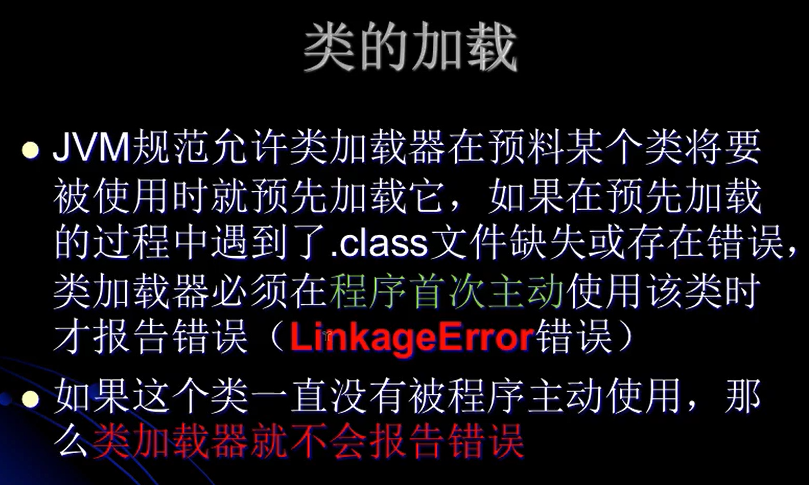 类的加载
JVM规范允许类加载器在预料某个类将要
被使用时就预先加载它，如果在预先加载
的过程中遇到了.class文件缺失或存在错误，
类加载器必须在程序首次主动使用该类时
才报告错误（LinkageError错误）
如果这个类一直没有被程序主动使用，那
么类加载器就不会报告错误